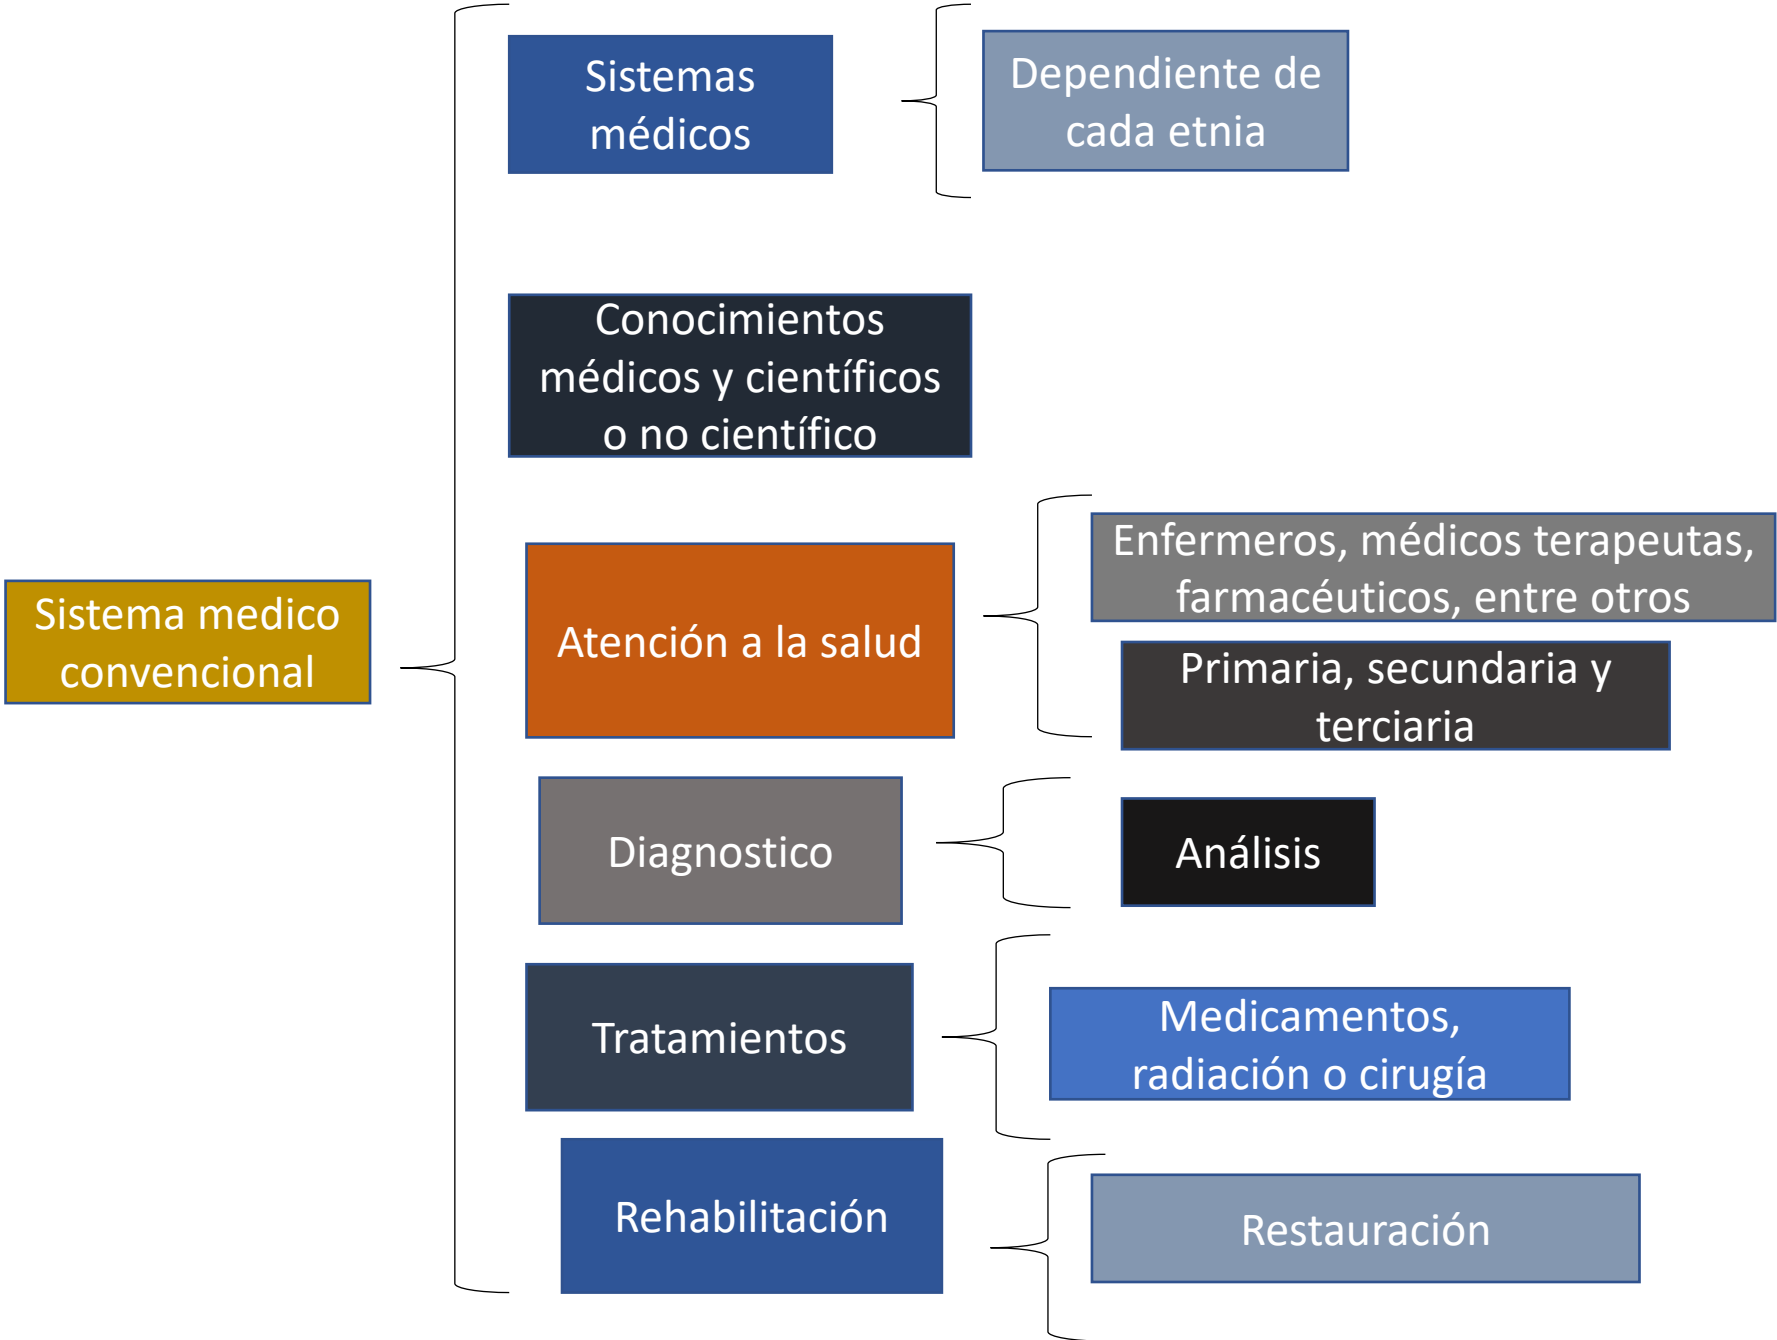 Sistemas
médicos
Dependiente de
cada etnia
Conocimientos
médicos y científicos
o no científico
Sistema medico
convencional
Atención a la salud
Enfermeros, médicos terapeutas,
farmacéuticos, entre otros
Primaria, secundaria y
terciaria
Diagnostico
Análisis
Tratamientos
Medicamentos,
radiación o cirugía
Rehabilitación
Restauración